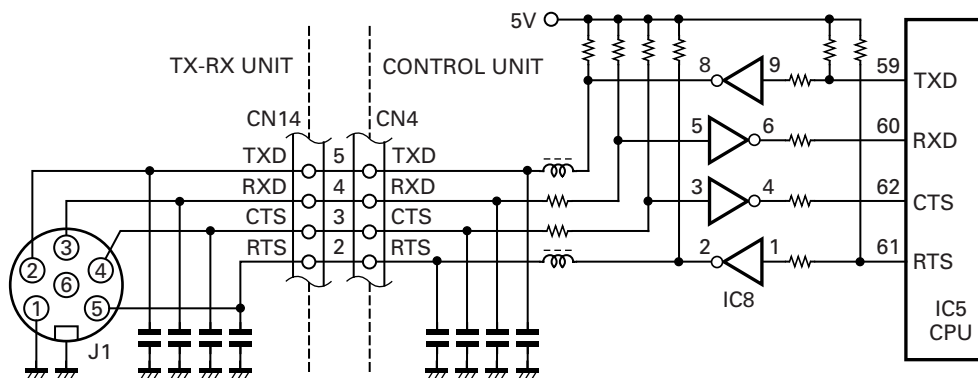 5V
TX-RX UNIT
CONTROL UNIT
8
9
59
TXD
CN14
CN4
5
6
60
RXD
TXD
5
TXD
RXD
4
RXD
3
4
62
CTS
CTS
3
CTS
RTS
2
RTS
2
1
61
RTS
3
2
4
6
1
5
IC8
IC5
CPU
J1